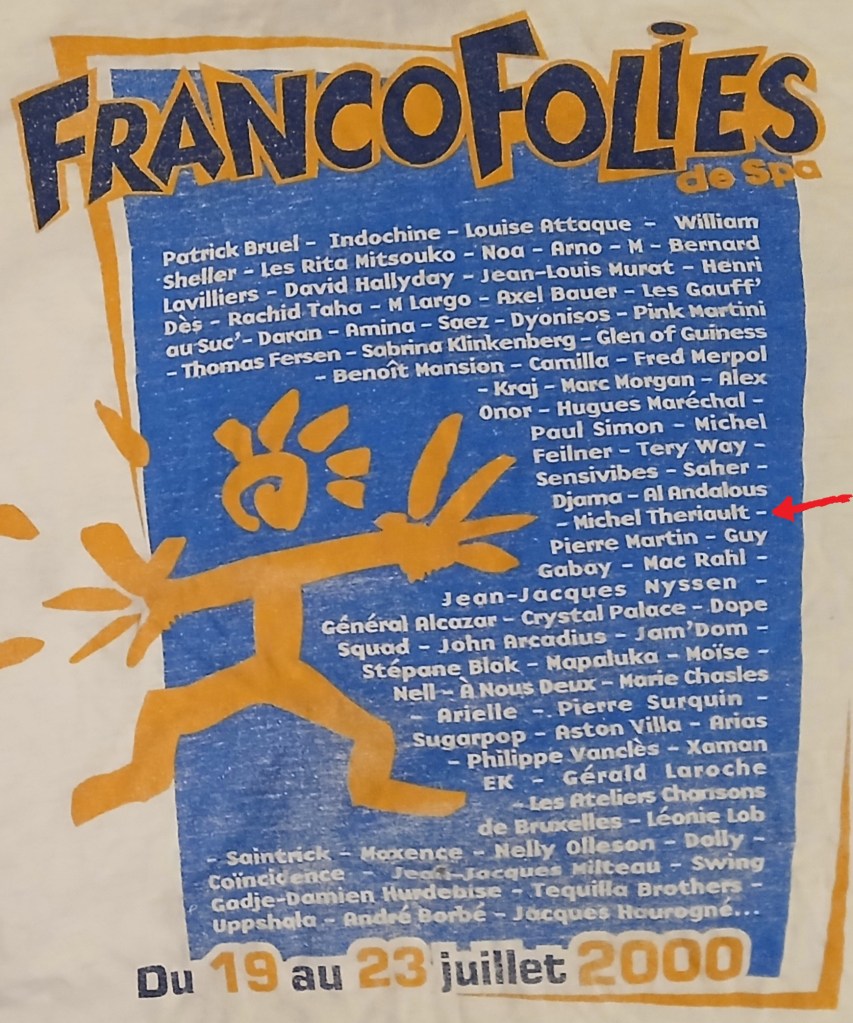 FRANCOFOLiES
de Spa
Patrick Bruel - Indochine - Louise Attaque - William
Sheller - Les Rita Mitsouko - Noa - Arno - M - Bernard
Lavilliers - David Hallyday - Jean-Louis Murat - Henri
Dès - Rachid Taha - M Largo - Axel Bauer - Les Gauff'
au Suc' - Daran - Amina - Saez - Dyonisos - Pink Martini
- Thomas Fersen - Sabrina Klinkenberg - Glen of Guiness
- Benoît Mansion - Camilla - Fred Merpol
- Kraj - Marc Morgan - Alex
Onor - Hugues Maréchal -
Paul Simon - Michel
Feilner - Tery Way -
Sensivibes - Saher -
Djama - Al Andalous
- Michel Theriault -
Pierre Martin - Guy
Gabay - Mac Rahl -
Jean-Jacques Nyssen -
Général Alcazar - Crystal Palace - Dope
Squad - John Arcadius - Jam'Dom -
Stépane Blok - Mapaluka - Moïse -
Nell - À Nous Deux - Marie Chasles
- Arielle - Pierre Surquin -
Sugarpop - Aston Villa - Arias
- Philippe Vanclès - Xaman
EK - Gérald Laroche
- Les Ateliers Chansons
de Bruxelles - Léonie Lob
- Saintrick - Maxence - Nelly Olleson - Dolly -
Coïncidence - Jean-Jacques Milteau - Swing
Gadje-Damien Hurdebise - Tequilla Brothers -
Uppshala - André Borbé - Jacques Haurogné...
Du 19 au 23 juillet 2000